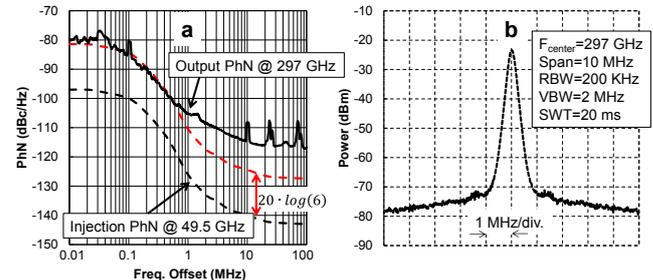 a
-70
-80
-90
-100
-110
-120
-130
-140
-150
PhN (dBc/Hz)
Output PhN @ 297 GHz
20 · log(6)
Injection PhN @ 49.5 GHz
0.01 0.1 1 10 100
Freq. Offset (MHz)
b
-10
-20
-30
-40
-50
-60
-70
-80
-90
Power (dBm)
Fcenter=297 GHz
Span=10 MHz
RBW=200 KHz
VBW=2 MHz
SWT=20 ms
1 MHz/div.